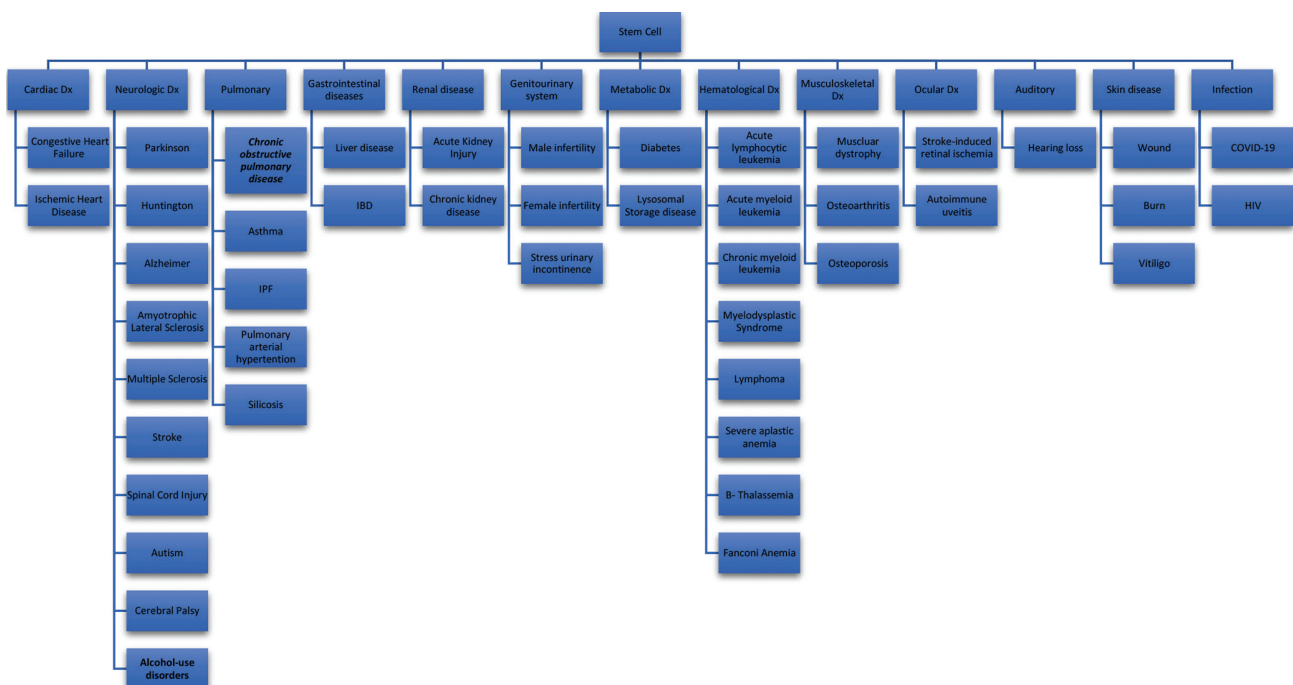 Stem Cell
Cardiac Dx
Neurologic Dx
Pulmonary
Gastrointestinal
diseases
Renal disease
Genitourinary
system
Metabolic Dx
Hematological Dx
MusculoskeletalDx
Ocular Dx
Auditory
Skin disease
Infection
Congestive Heart
Failure
Ischemic Heart
Disease
Parkinson
Huntington
Alzheimer
Amyotrophic
Lateral Sclerosis
Multiple Sclerosis
Stroke
Spinal Cord Injury
Autism
Cerebral Palsy
Alcohol-use
disorders
Chronic
obstructive
pulmonary
disease
Asthma
IPF
Pulmonary
arterial
hypertention
Silicosis
Liver disease
IBD
Acute Kidney
Injury
Chronic kidney
disease
Male infertility
Female infertility
Stress urinary
incontinence
Diabetes
Lysosomal
Storage disease
Acute
lymphocytic
leukemia
Acute myeloid
leukemia
Chronic myeloid
leukemia
Myelodysplastic
Syndrome
Lymphoma
Severe aplastic
anemia
B- Thalassemia
Fanconi Anemia
Muscluar
dystrophy
Osteoarthritis
Osteoporosis
Stroke-induced
retinal ischemia
Autoimmune
uveitis
Hearing loss
Wound
Burn
Vitiligo
COVID-19
HIV